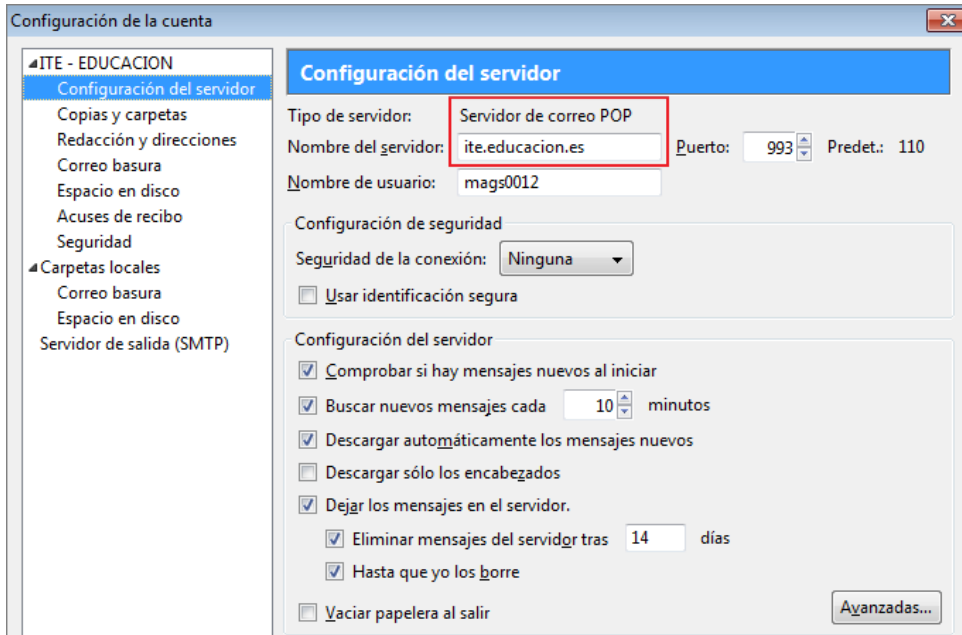 Configuración de la cuenta
ITE - EDUCACION
Configuración del servidor
Copias y carpetas
Redacción y direcciones
Correo basura
Espacio en disco
Acuses de recibo
Seguridad
Carpetas locales
Correo basura
Espacio en disco
Servidor de salida (SMTP)
Configuración del servidor
Tipo de servidor: Servidor de correo POP
Nombre del servidor: ite.educacion.es Puerto: 993 Predet.: 110
Nombre de usuario: mags0012
Configuración de seguridad
Seguridad de la conexión: Ninguna
Usar identificación segura
Configuración del servidor
Comprobar si hay mensajes nuevos al iniciar
Buscar nuevos mensajes cada 10 minutos
Descargar automáticamente los mensajes nuevos
Descargar sólo los encabezados
Dejar los mensajes en el servidor.
Eliminar mensajes del servidor tras 14 días
Hasta que yo los borre
Vaciar papelera al salir
Avanzadas...